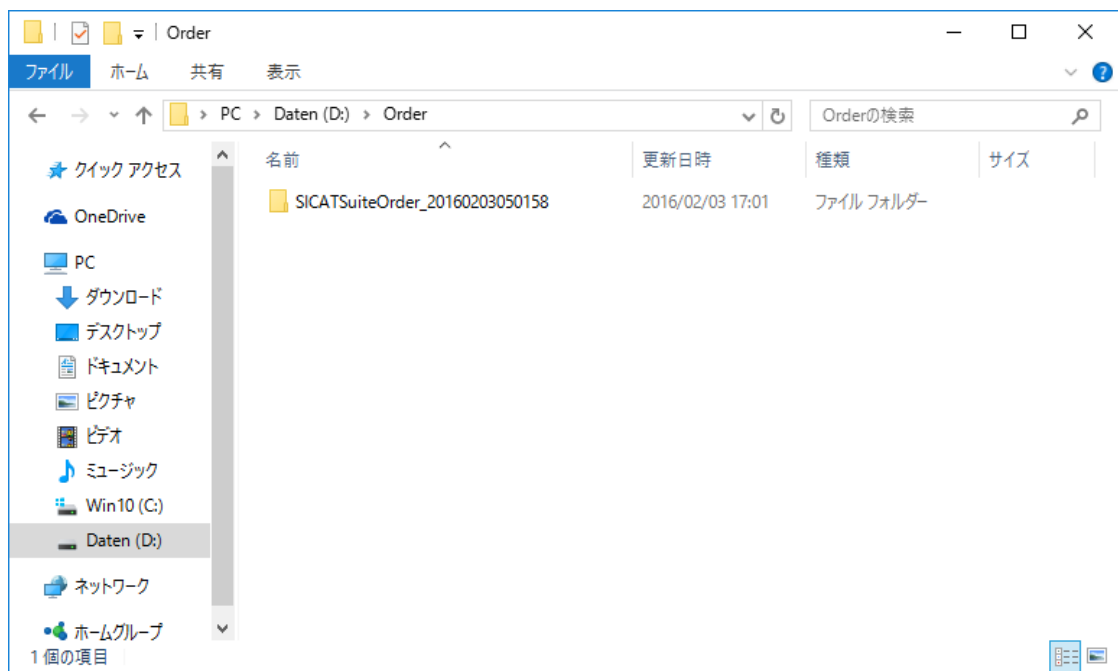 Order
ファイル ホーム 共有 表示
PC > Daten (D:) > Order
Orderの検索
名前 更新日時 種類 サイズ
SICATSuiteOrder_20160203050158 2016/02/03 17:01 ファイル フォルダー
クイック アクセス
OneDrive
PC
ダウンロード
デスクトップ
ドキュメント
ピクチャ
ビデオ
ミュージック
Win10 (C:)
Daten (D:)
ネットワーク
ホームグループ
1 個の項目